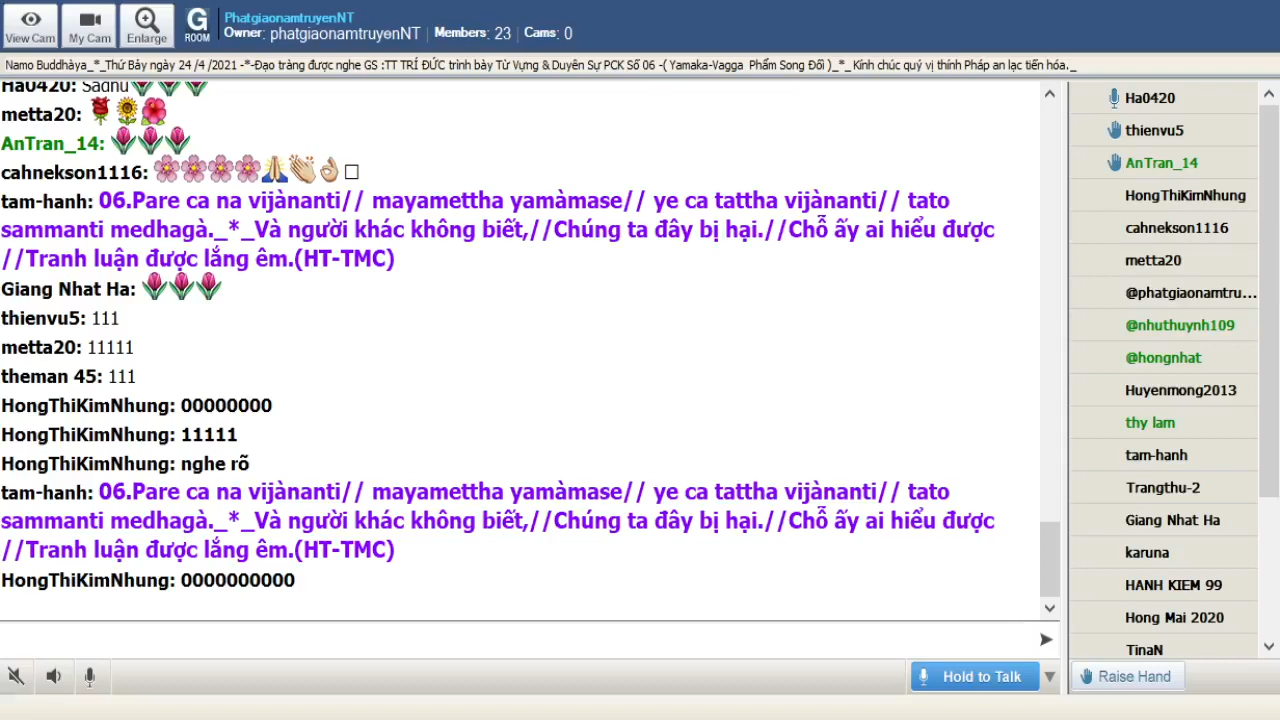 View Cam
My Cam
Enlarge
G
ROOM
PhatgiaonamtruyenNT
Owner: phatgiaonamtruyenNT | Members: 23 | Cams: 0
Namo Buddhàya_*_Thứ Bảy ngày 24 /4 /2021 -*-Đạo tràng được nghe GS :TT TRÍ ĐỨC trình bày Từ Vựng & Duyên Sự PCK Số 06 -( Yamaka-Vagga Phẩm Song Đối )_*_ Kính chúc quý vị thính Pháp an lạc tiến hóa._
Ha0420: Sadhu
metta20:
AnTran_14:
cahnekson1116:
tam-hanh: 06.Pare ca na vijànanti// mayamettha yamàmase// ye ca tattha vijànanti// tato
sammanti medhagà._*_Và người khác không biết,//Chúng ta đây bị hại.//Chỗ ấy ai hiểu được
//Tranh luận được lắng êm.(HT-TMC)
Giang Nhat Ha:
thienvu5: 111
metta20: 11111
theman 45: 111
HongThiKimNhung: 00000000
HongThiKimNhung: 11111
HongThiKimNhung: nghe rõ
tam-hanh: 06.Pare ca na vijànanti// mayamettha yamàmase// ye ca tattha vijànanti// tato
sammanti medhagà._*_Và người khác không biết,//Chúng ta đây bị hại.//Chỗ ấy ai hiểu được
//Tranh luận được lắng êm.(HT-TMC)
HongThiKimNhung: 0000000000
Hold to Talk
Ha0420
thienvu5
AnTran_14
HongThiKimNhung
cahnekson1116
metta20
@phatgiaonamtru...
@nhuthuynh109
@hongnhat
Huyenmong2013
thy lam
tam-hanh
Trangthu-2
Giang Nhat Ha
karuna
HANH KIEM 99
Hong Mai 2020
TinaN
Raise Hand